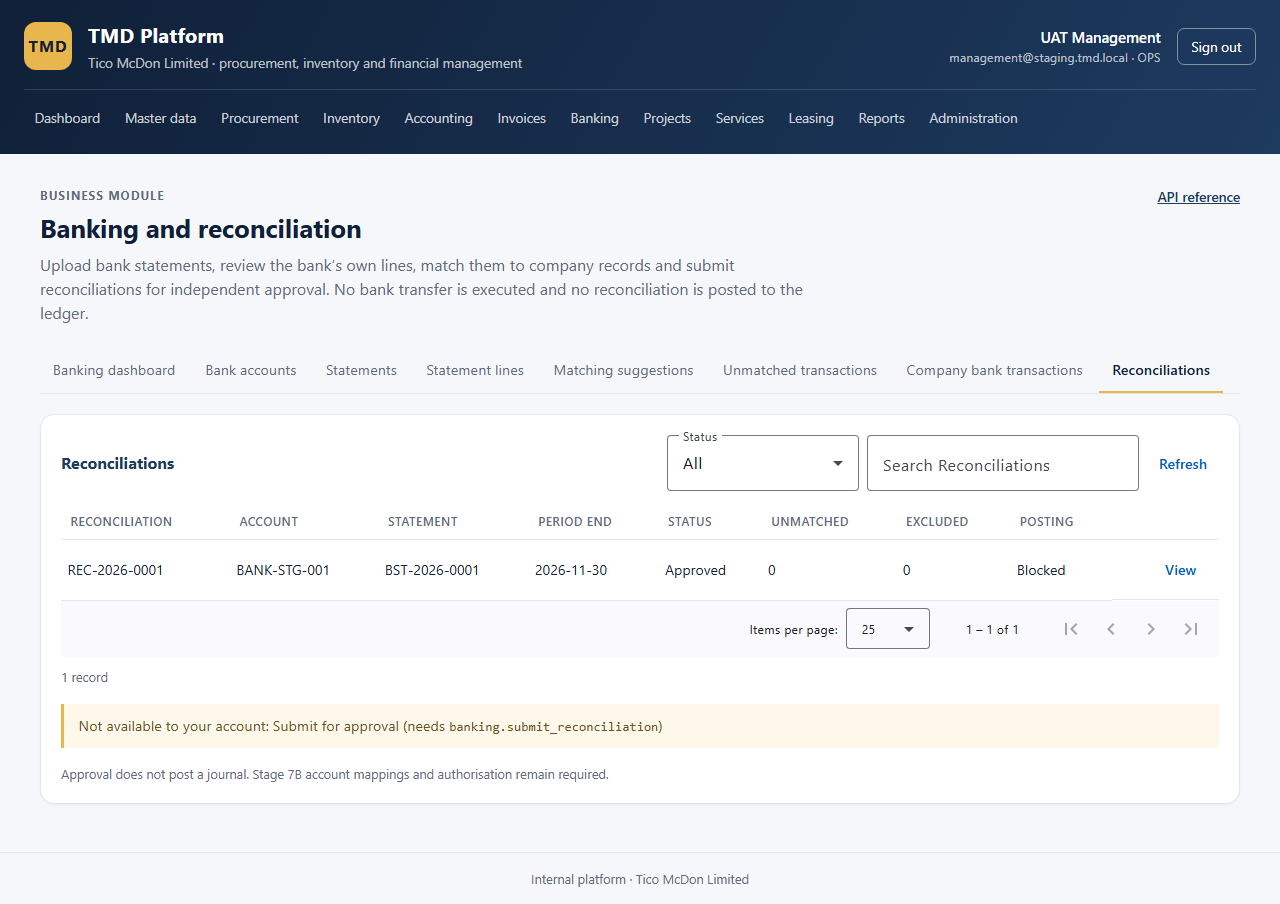 TMD
TMD Platform
Tico McDon Limited · procurement, inventory and financial management
UAT Management
management@staging.tmd.local · OPS
Sign out
Dashboard Master data Procurement Inventory Accounting Invoices Banking Projects Services Leasing Reports Administration
BUSINESS MODULE
API reference
Banking and reconciliation
Upload bank statements, review the bank's own lines, match them to company records and submit
reconciliations for independent approval. No bank transfer is executed and no reconciliation is posted to the
ledger.
Banking dashboard Bank accounts Statements Statement lines Matching suggestions Unmatched transactions Company bank transactions Reconciliations
Reconciliations
Status
All
Search Reconciliations
Refresh
RECONCILIATION ACCOUNT STATEMENT PERIOD END STATUS UNMATCHED EXCLUDED POSTING
REC-2026-0001 BANK-STG-001 BST-2026-0001 2026-11-30 Approved 0 0 Blocked View
Items per page: 25 1 – 1 of 1
1 record
Not available to your account: Submit for approval (needs banking.submit_reconciliation)
Approval does not post a journal. Stage 7B account mappings and authorisation remain required.
Internal platform · Tico McDon Limited